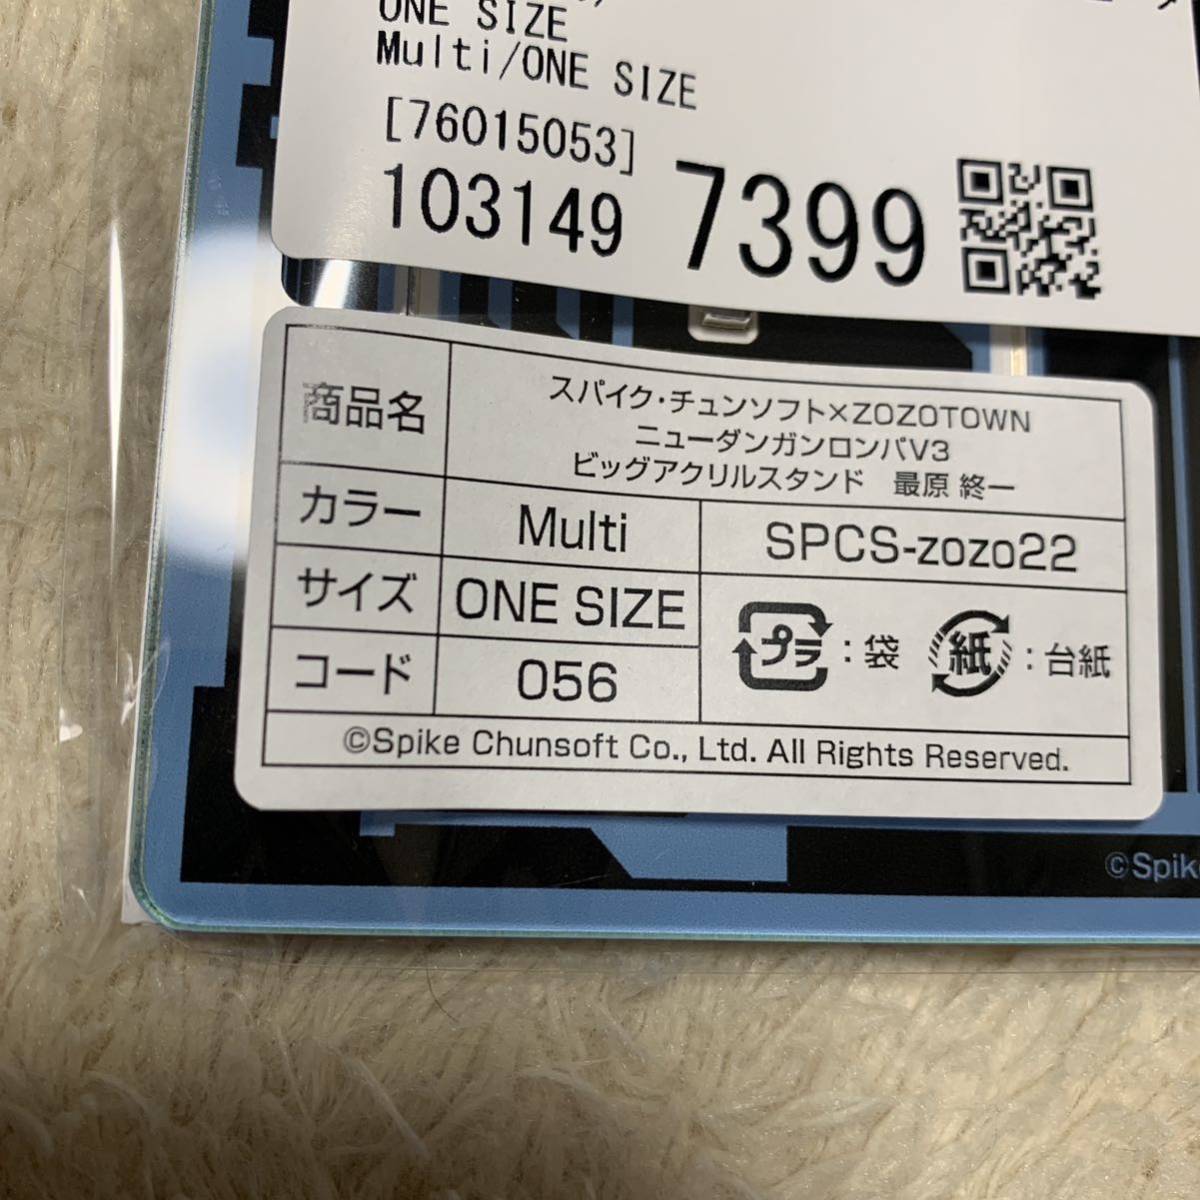 ONE SIZE
Multi/ONE SIZE
[76015053]
103149 7399
商品名
スパイク・チュンソフト×ZOZOTOWN
ニューダンガンロンパV3
ビッグアクリルスタンド 最原 終一
カラー Multi SPCS-zozo22
サイズ ONE SIZE
プラ:袋 紙:台紙
コード 056
©Spike Chunsoft Co., Ltd. All Rights Reserved.
©Spike